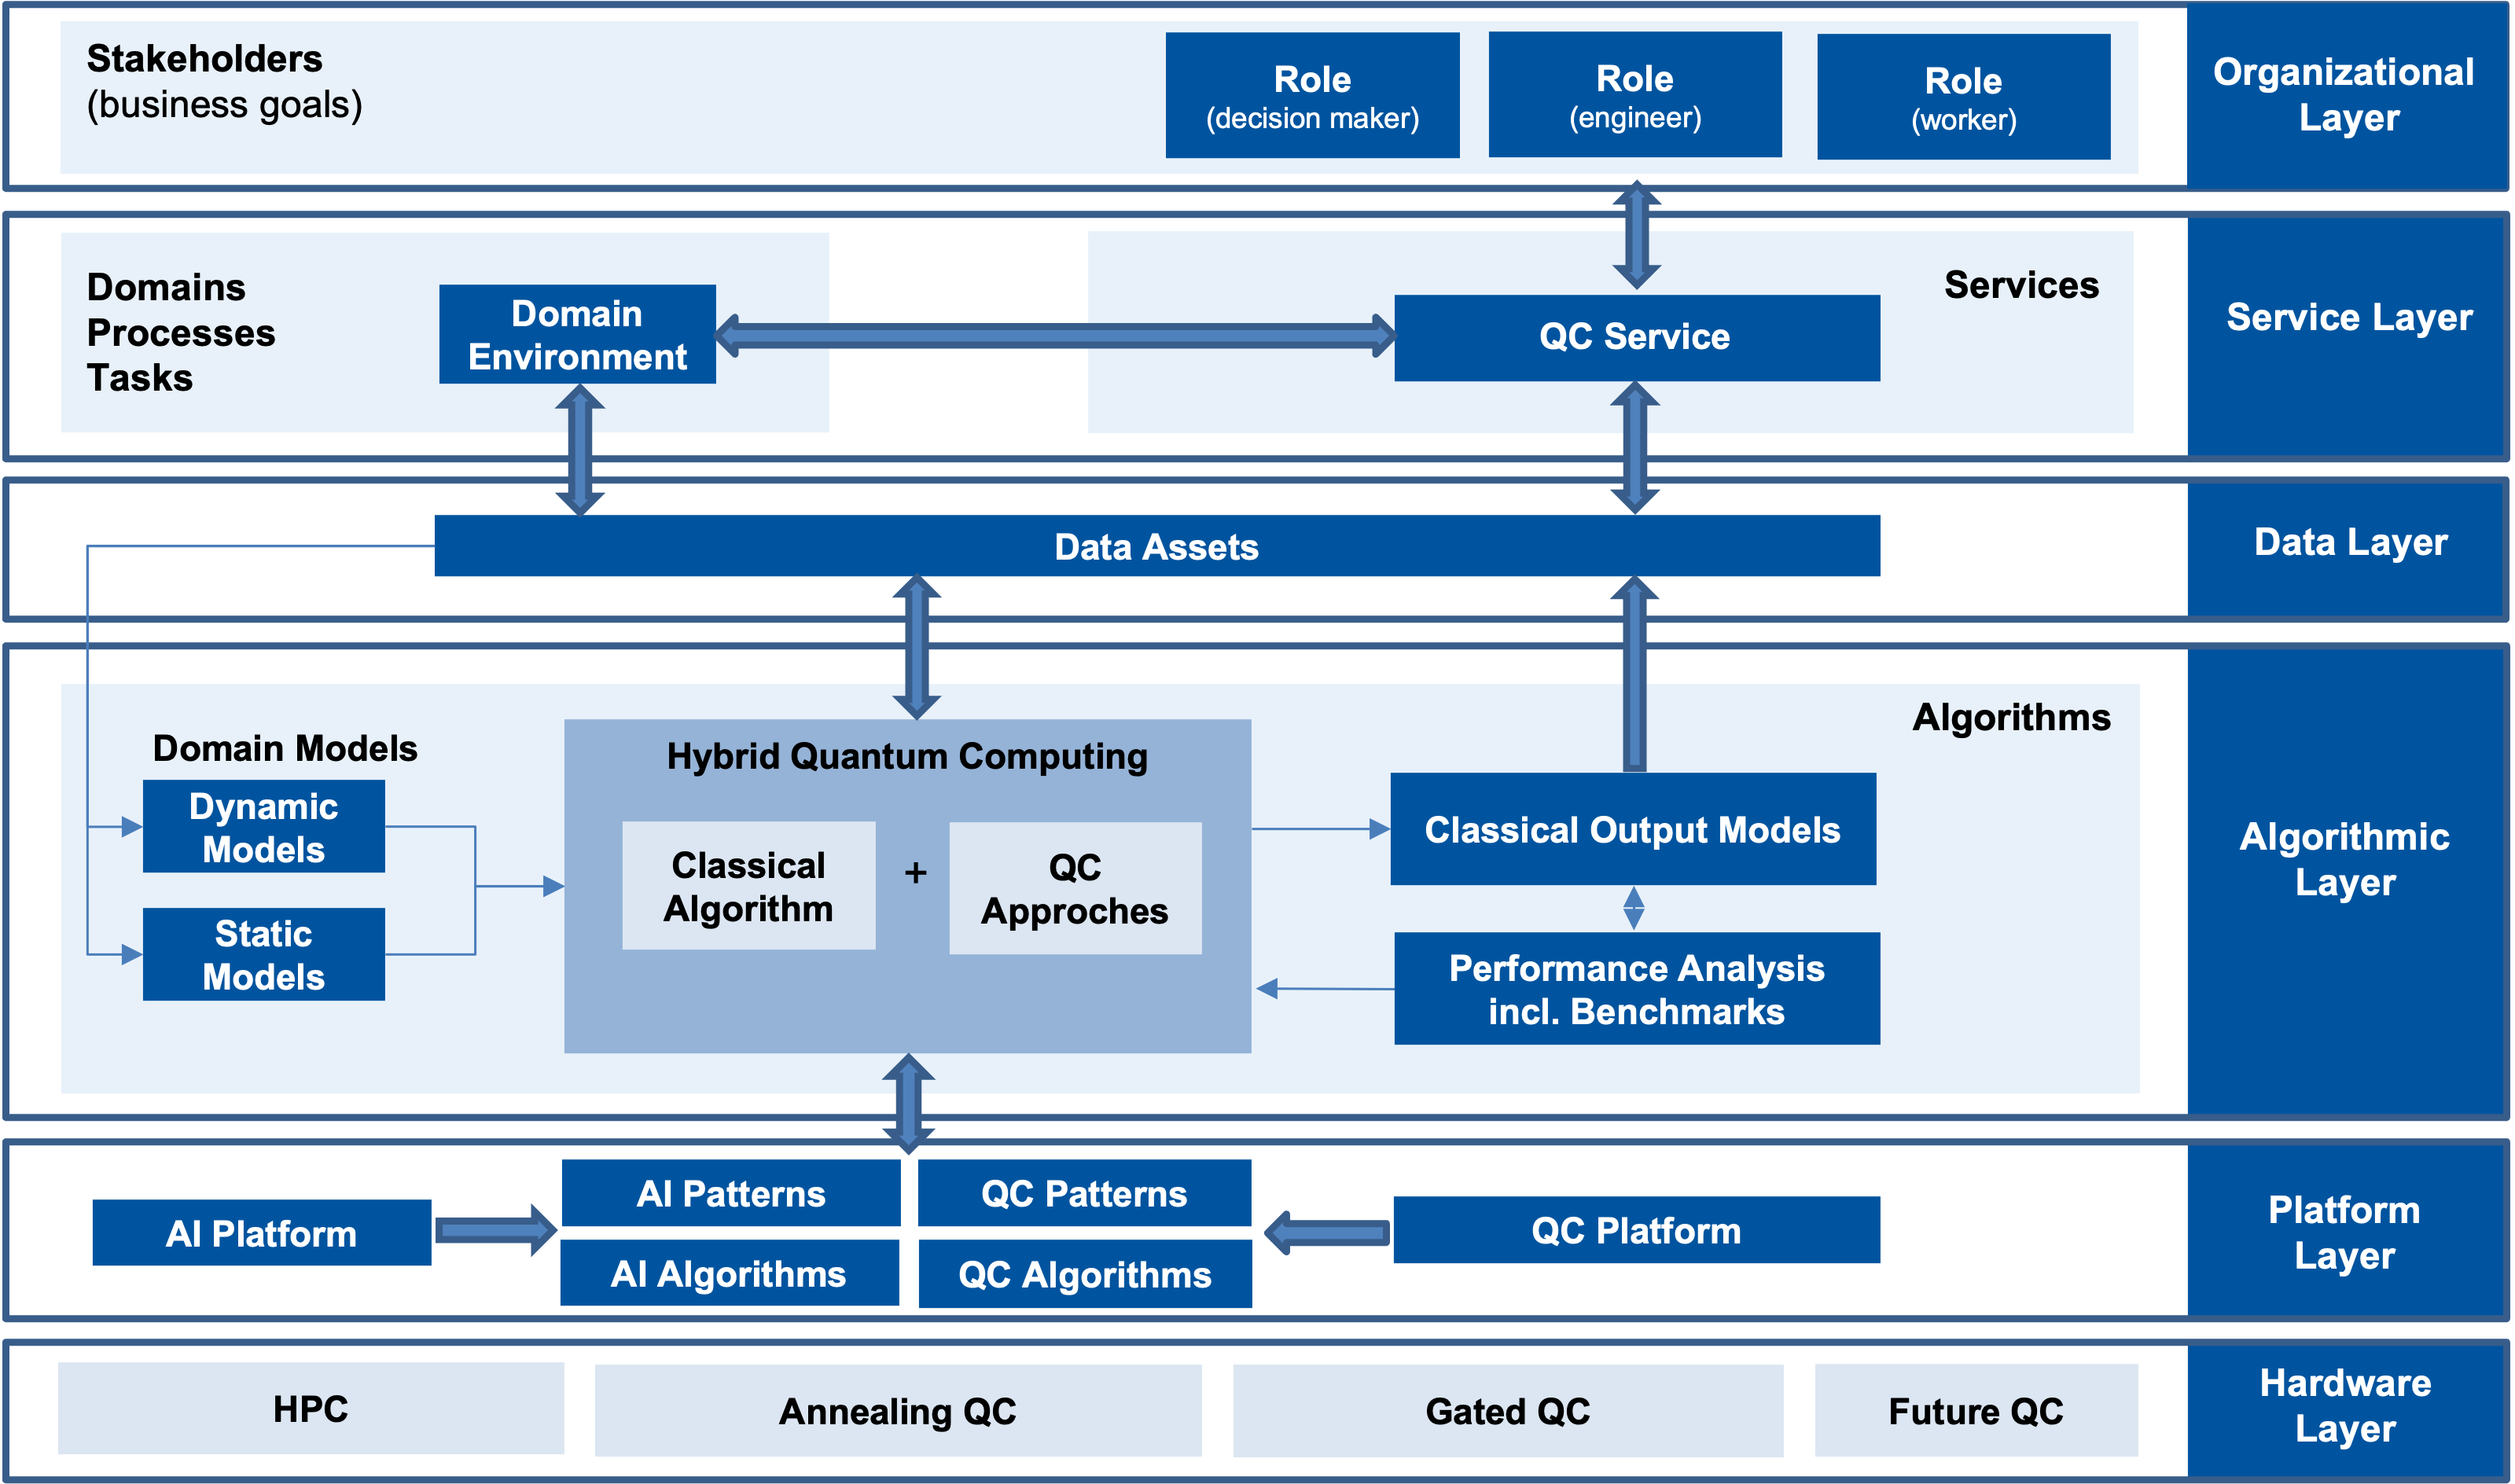 Stakeholders
(business goals)
Role
(decision maker)
Role
(engineer)
Role
(worker)
Organizational
Layer
Domains
Processes
Tasks
Domain
Environment
Services
QC Service
Service Layer
Data Assets
Data Layer
Algorithms
Domain Models
Dynamic
Models
Static
Models
Hybrid Quantum Computing
Classical
Algorithm
+
QC
Approches
Classical Output Models
Performance Analysis
incl. Benchmarks
Algorithmic
Layer
AI Platform
AI Patterns
QC Patterns
AI Algorithms
QC Algorithms
QC Platform
Platform
Layer
HPC
Annealing QC
Gated QC
Future QC
Hardware
Layer